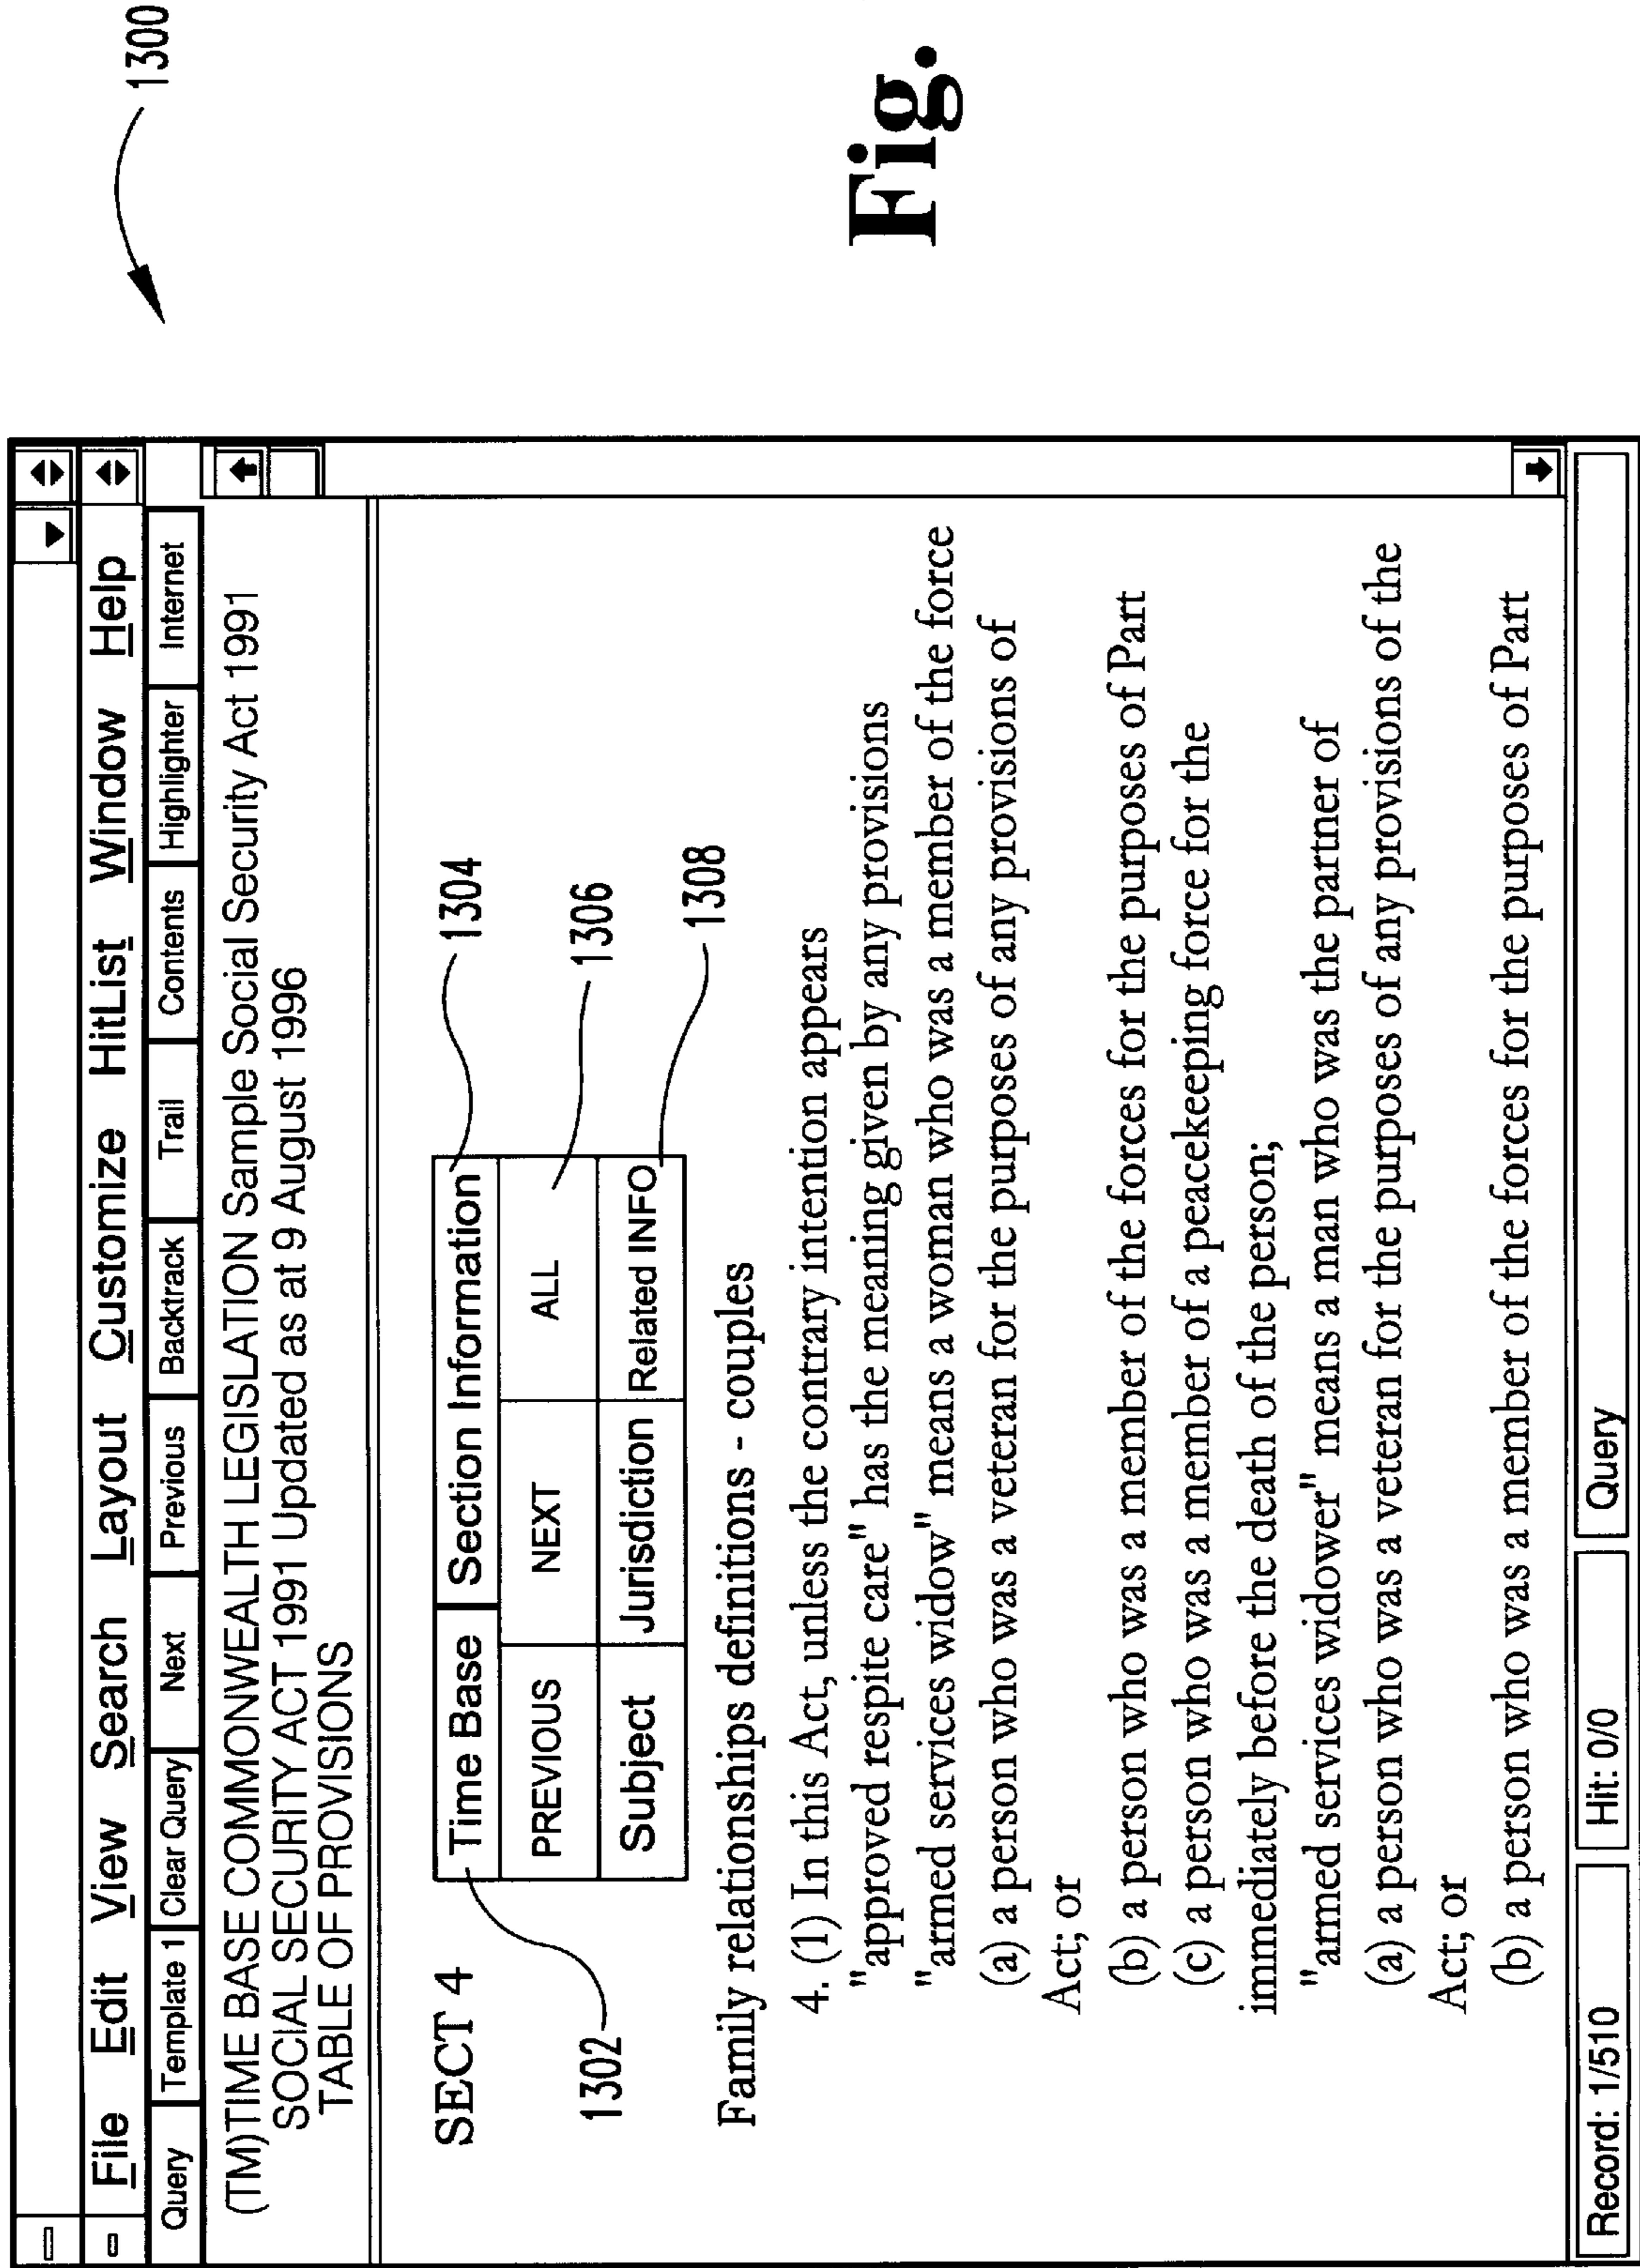 1300
File Edit View Search Layout Customize HitList Window Help
Query Template 1 Clear Query Next Previous Backtrack Trail Contents Highlighter Internet
(TM)TIME BASE COMMONWEALTH LEGISLATION Sample Social Security Act 1991
SOCIAL SECURITY ACT 1991 Updated as at 9 August 1996
TABLE OF PROVISIONS
SECT 4
Time Base Section Information
1304
PREVIOUS NEXT ALL
1306
1302
Subject Jurisdiction Related INFO
1308
Family relationships definitions - couples
4. (1) In this Act, unless the contrary intention appears
"approved respite care" has the meaning given by any provisions
"armed services widow" means a woman who was a member of the force
(a) a person who was a veteran for the purposes of any provisions of
Act; or
(b) a person who was a member of the forces for the purposes of Part
(c) a person who was a member of a peacekeeping force for the
immediately before the death of the person;
"armed services widower" means a man who was the partner of
(a) a person who was a veteran for the purposes of any provisions of the
Act; or
(b) a person who was a member of the forces for the purposes of Part
Record: 1/510 Hit: 0/0 Query
Fig.